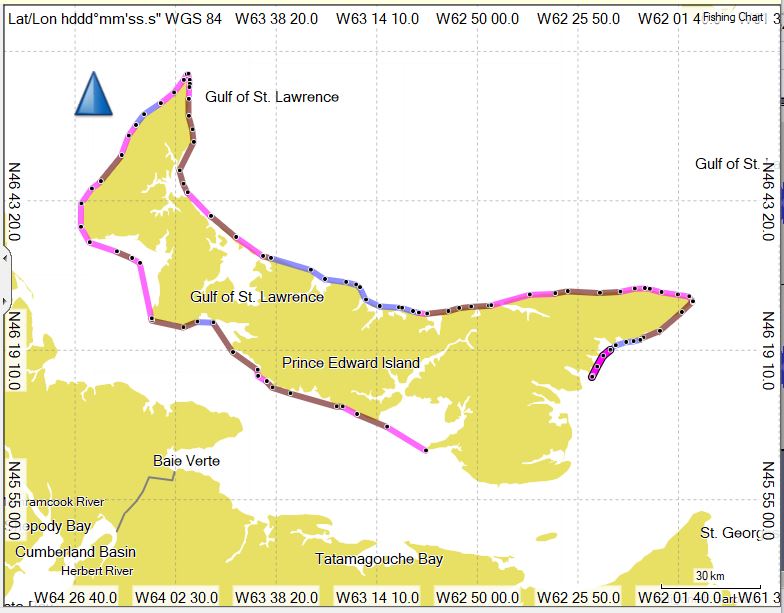 Lat/Lon hddd°mm'ss.s" WGS 84 W63 38 20.0 W63 14 10.0 W62 50 00.0 W62 25 50.0 W62 01 4
Fishing Chart
Gulf of St. Lawrence
Gulf of St.
N46 43 20.0
N46 43 20.0
Gulf of St. Lawrence
N46 19 10.0
N46 19 10.0
Prince Edward Island
Baie Verte
N45 55 00.0
N45 55 00.0
ramcook River
epody Bay
St. Georg
Cumberland Basin
Tatamagouche Bay
Herbert River
30 km
W64 26 40.0 W64 02 30.0 W63 38 20.0 W63 14 10.0 W62 50 00.0 W62 25 50.0 W62 01 40.0 W61 3